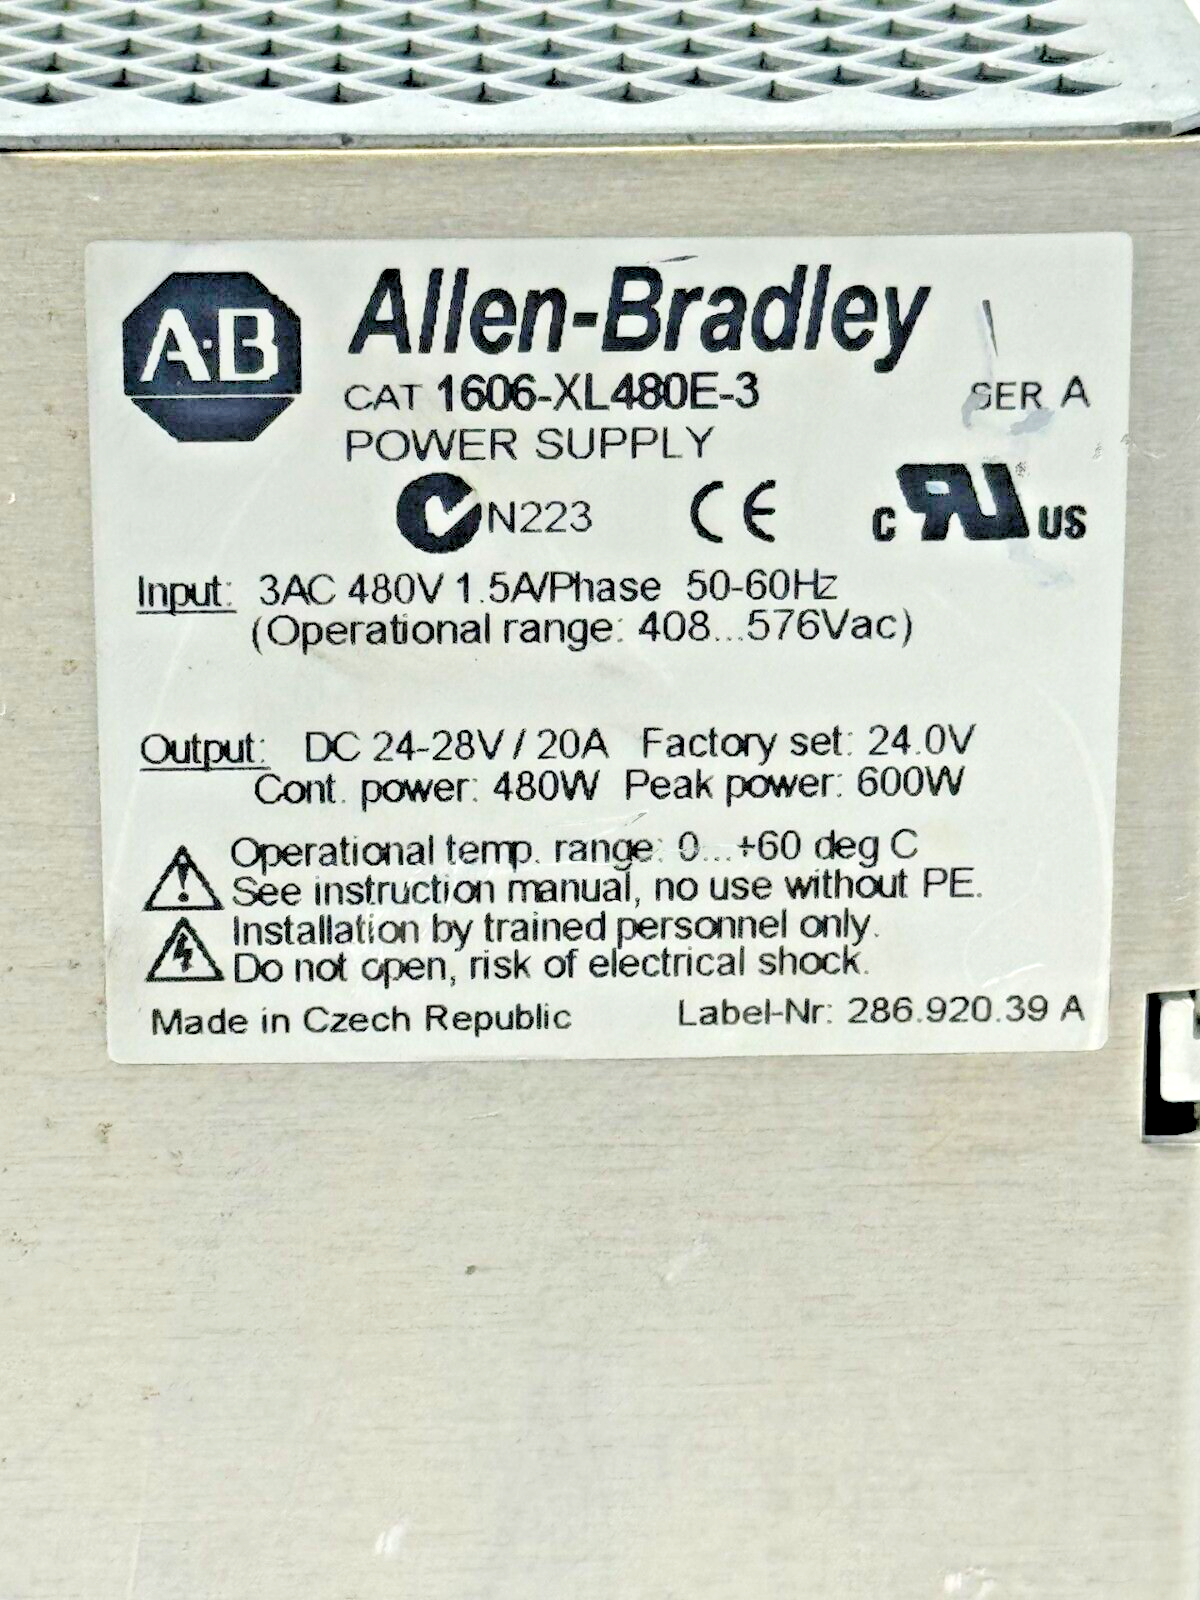 A·B Allen-Bradley
CAT 1606-XL480E-3 SER A
POWER SUPPLY
N223 CE c RU US
Input: 3AC 480V 1.5A/Phase 50-60Hz
(Operational range: 408...576Vac)
Output: DC 24-28V / 20A Factory set: 24.0V
Cont. power: 480W Peak power: 600W
Operational temp. range: 0...+60 deg C
See instruction manual, no use without PE.
Installation by trained personnel only.
Do not open, risk of electrical shock.
Made in Czech Republic Label-Nr: 286.920.39 A